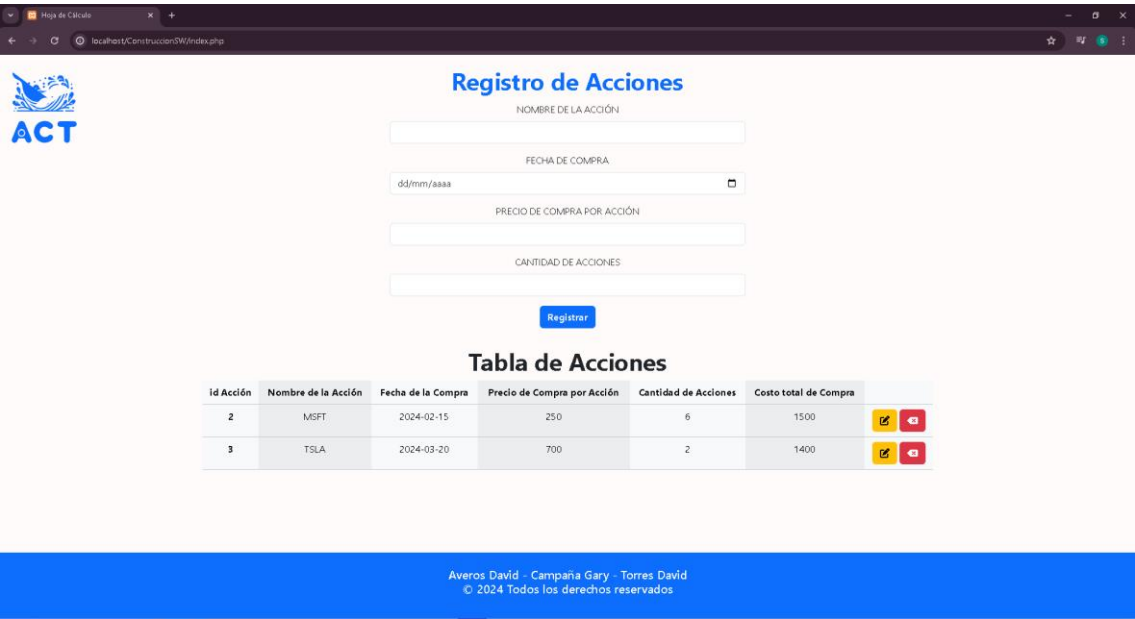 Hoja de Cálculo
localhost/ConstruccionSW/index.php
S
ACT
Registro de Acciones
NOMBRE DE LA ACCIÓN
FECHA DE COMPRA
dd/mm/aaaa
PRECIO DE COMPRA POR ACCIÓN
CANTIDAD DE ACCIONES
Registrar
Tabla de Acciones
id Acción Nombre de la Acción Fecha de la Compra Precio de Compra por Acción Cantidad de Acciones Costo total de Compra
2 MSFT 2024-02-15 250 6 1500
3 TSLA 2024-03-20 700 2 1400
Averos David - Campaña Gary - Torres David
© 2024 Todos los derechos reservados